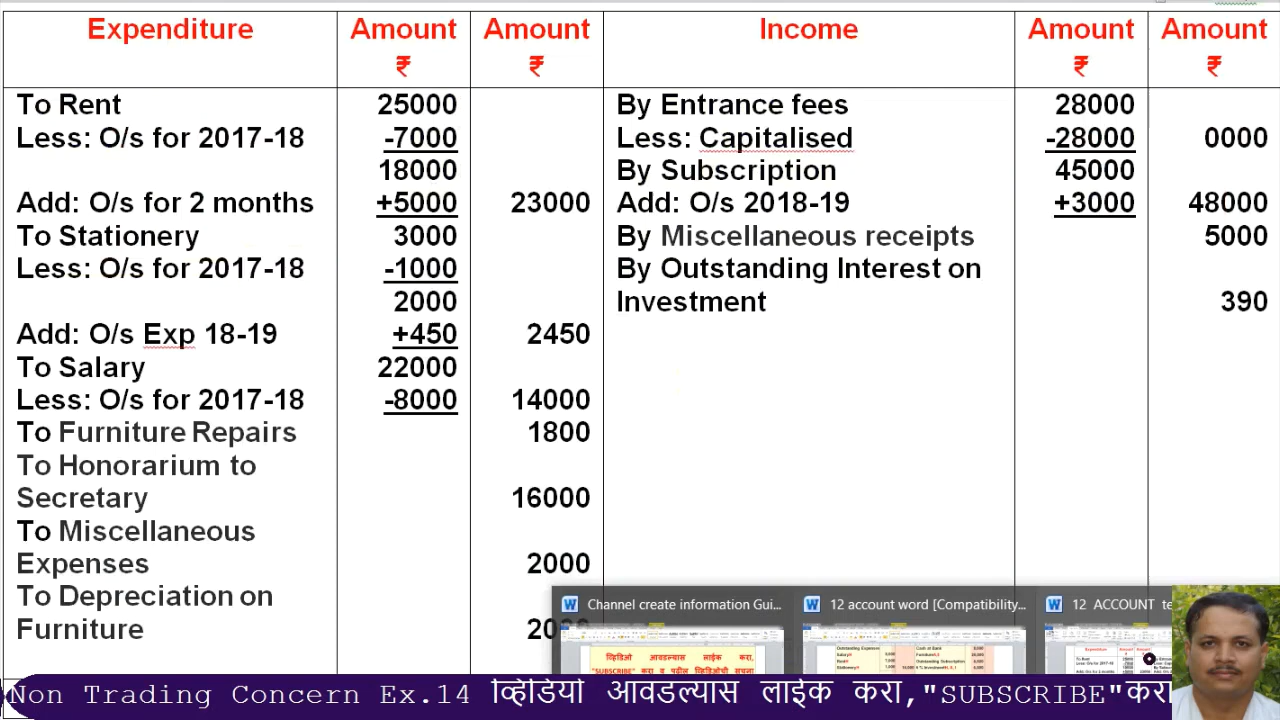 Expenditure Amount ₹ Amount ₹ Income Amount ₹ Amount ₹
To Rent 25000 By Entrance fees 28000
Less: O/s for 2017-18 -7000 Less: Capitalised -28000 0000
18000 By Subscription 45000
Add: O/s for 2 months +5000 23000 Add: O/s 2018-19 +3000 48000
To Stationery 3000 By Miscellaneous receipts 5000
Less: O/s for 2017-18 -1000 By Outstanding Interest on
2000 Investment 390
Add: O/s Exp 18-19 +450 2450
To Salary 22000
Less: O/s for 2017-18 -8000 14000
To Furniture Repairs 1800
To Honorarium to
Secretary 16000
To Miscellaneous
Expenses 2000
To Depreciation on
Furniture
Channel create information Gui... 12 account word [Compatibility... 12 ACCOUNT te
व्हिडिओ आवडल्यास लाईक करा,
Non Trading Concern Ex.14 व्हिडियो आवडल्यास लाईक करा,"SUBSCRIBE"करा